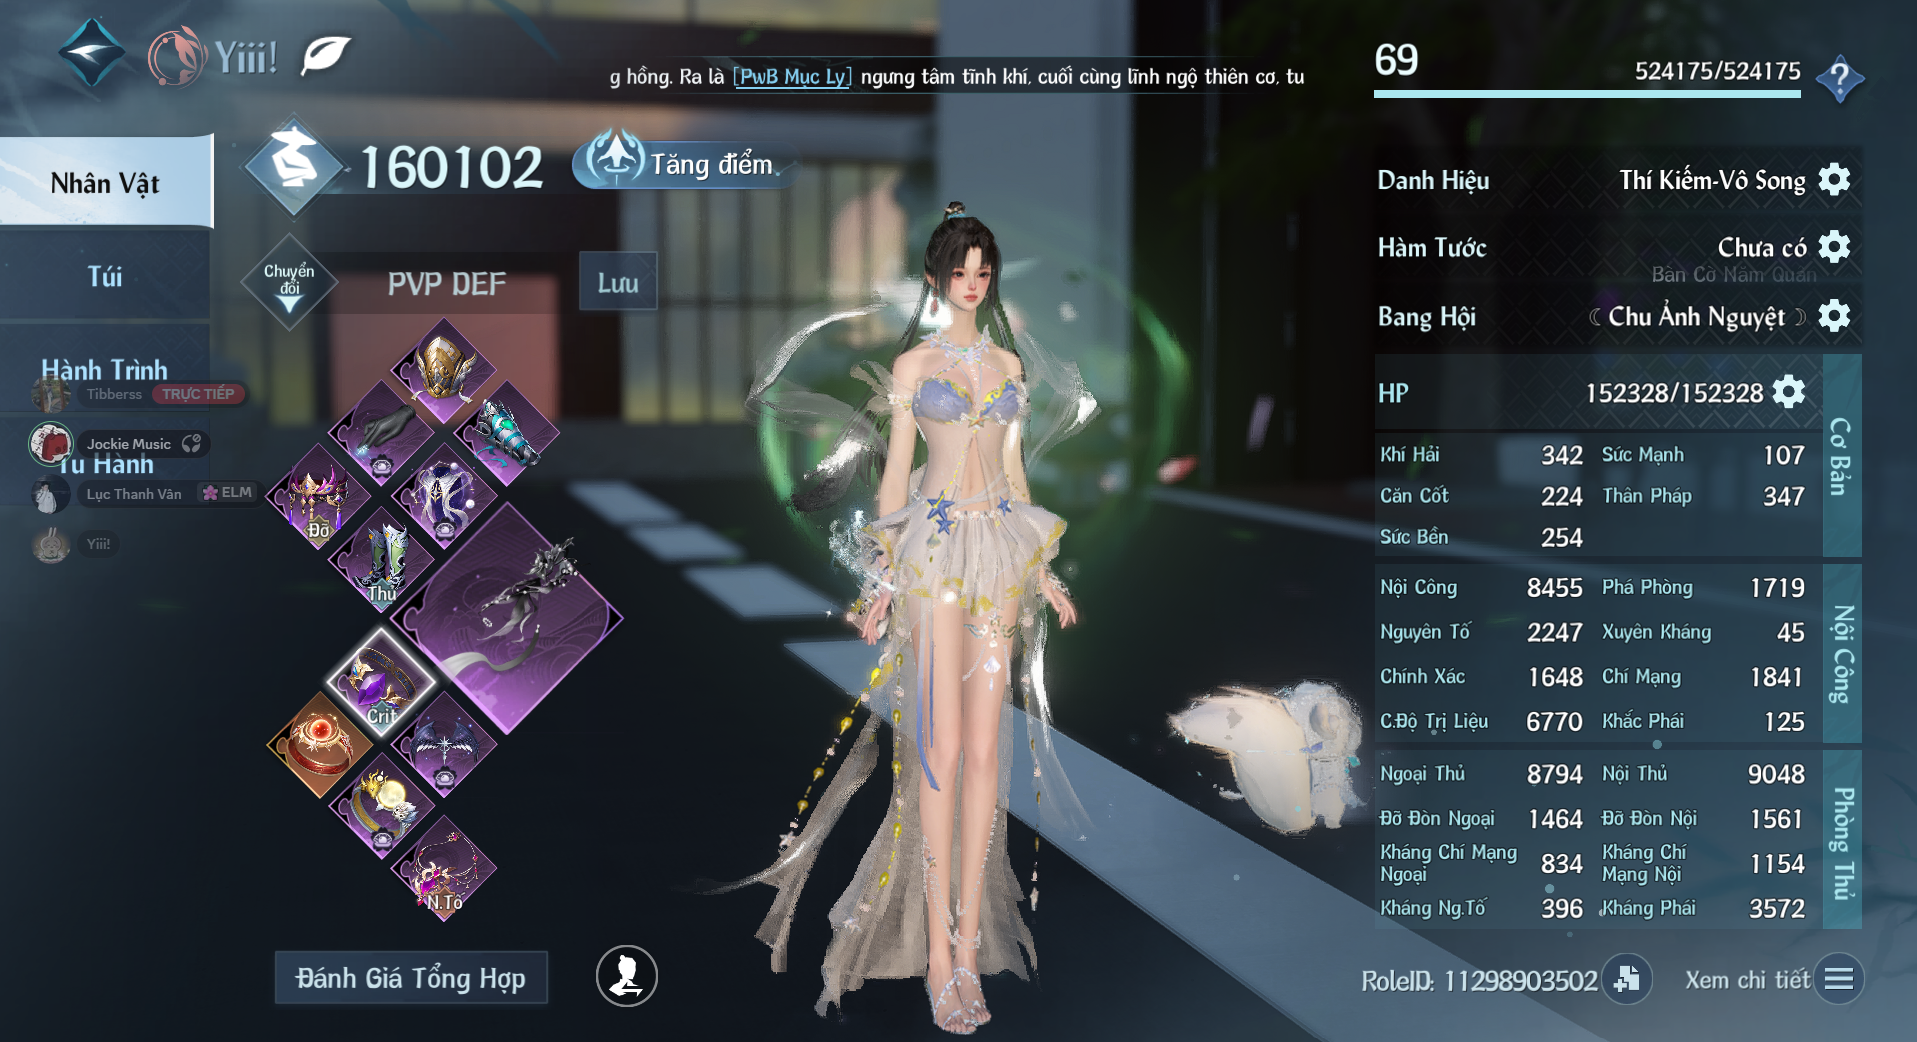 Yiii!
g hồng. Ra là [PwB Mục Ly] ngưng tâm tĩnh khí, cuối cùng lĩnh ngộ thiên cơ, tu
69
524175/524175
?
Nhân Vật
Túi
Hành Trình
Tibberss TRỰC TIẾP
Jockie Music
Tu Hành
Lục Thanh Vân ELM
Yiii!
160102
Tăng điểm
Chuyển đổi
PVP DEF
Lưu
Đỡ
Thủ
Crit
N.Tố
Đánh Giá Tổng Hợp
Danh Hiệu Thí Kiếm-Vô Song
Hàm Tước Chưa có
Bàn Cờ Năm Quân
Bang Hội ☾Chu Ảnh Nguyệt☽
HP 152328/152328
Cơ Bản
Khí Hải 342 Sức Mạnh 107
Căn Cốt 224 Thân Pháp 347
Sức Bền 254
Nội Công
Nội Công 8455 Phá Phòng 1719
Nguyên Tố 2247 Xuyên Kháng 45
Chính Xác 1648 Chí Mạng 1841
C.Độ Trị Liệu 6770 Khắc Phái 125
Phòng Thủ
Ngoại Thủ 8794 Nội Thủ 9048
Đỡ Đòn Ngoại 1464 Đỡ Đòn Nội 1561
Kháng Chí Mạng Ngoại 834 Kháng Chí Mạng Nội 1154
Kháng Ng.Tố 396 Kháng Phái 3572
RoleID: 11298903502
Xem chi tiết